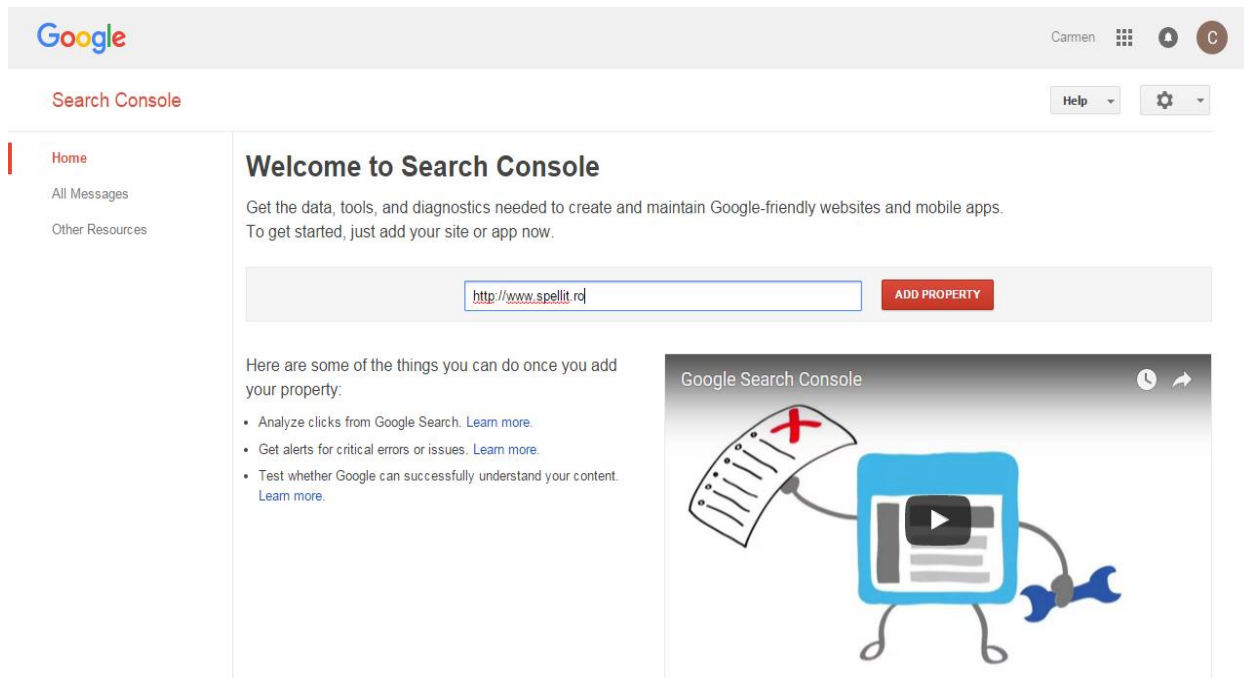 Google
Carmen
C
Search Console
Help
Home
All Messages
Other Resources
Welcome to Search Console
Get the data, tools, and diagnostics needed to create and maintain Google-friendly websites and mobile apps.
To get started, just add your site or app now.
http://www.spellit.ro
ADD PROPERTY
Here are some of the things you can do once you add
your property:
• Analyze clicks from Google Search. Learn more.
• Get alerts for critical errors or issues. Learn more.
• Test whether Google can successfully understand your content.
Learn more.
Google Search Console